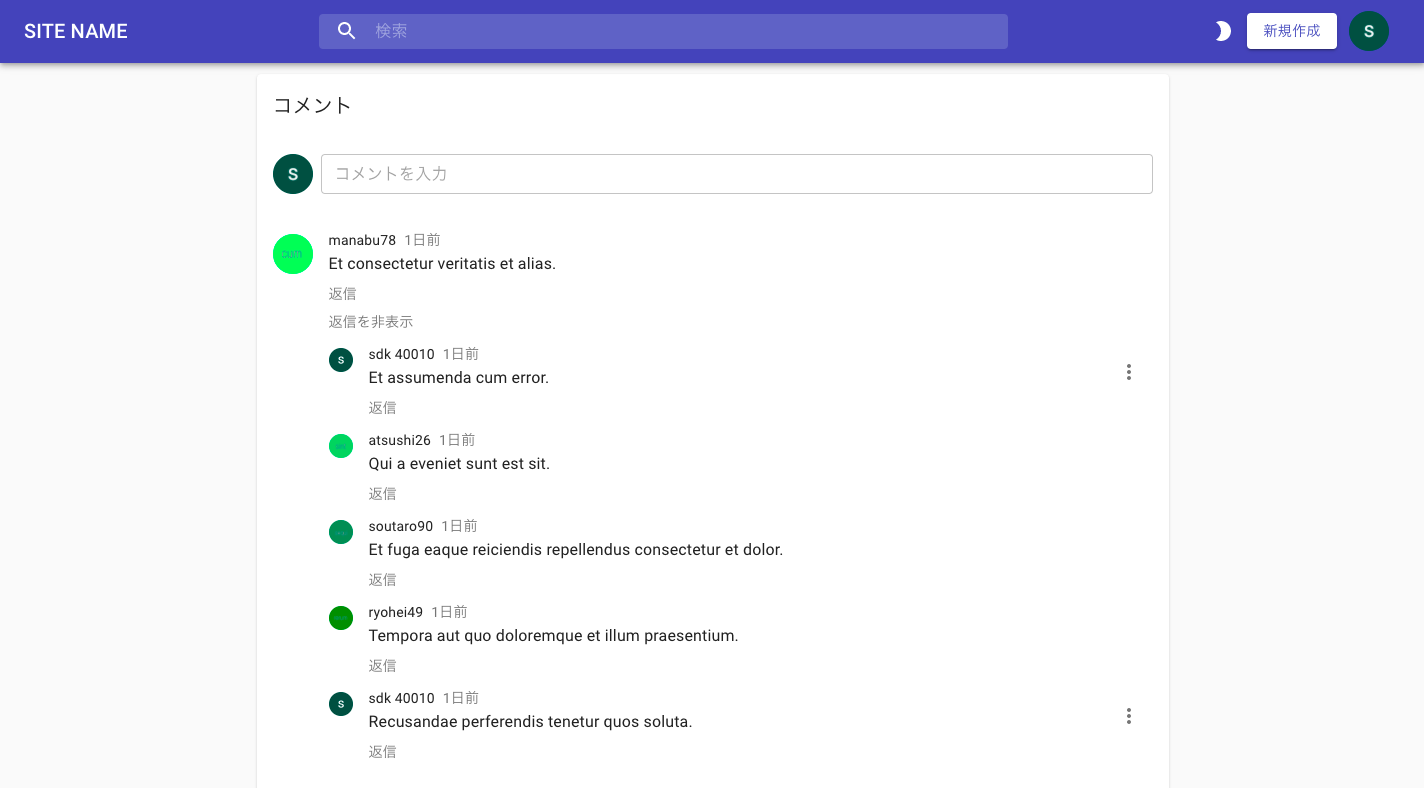 SITE NAME 検索 新規作成 S
コメント
S コメントを入力
manabu78 1日前
Et consectetur veritatis et alias.
返信
返信を非表示
S sdk 40010 1日前
Et assumenda cum error.
返信
atsushi26 1日前
Qui a eveniet sunt est sit.
返信
soutaro90 1日前
Et fuga eaque reiciendis repellendus consectetur et dolor.
返信
ryohei49 1日前
Tempora aut quo doloremque et illum praesentium.
返信
S sdk 40010 1日前
Recusandae perferendis tenetur quos soluta.
返信